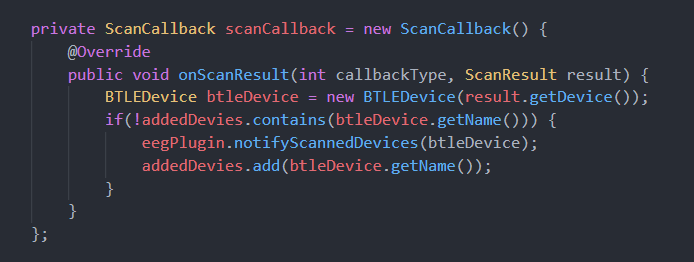 private ScanCallback scanCallback = new ScanCallback() {
@Override
public void onScanResult(int callbackType, ScanResult result) {
BTLEDevice btleDevice = new BTLEDevice(result.getDevice());
if(!addedDevies.contains(btleDevice.getName())) {
eegPlugin.notifyScannedDevices(btleDevice);
addedDevies.add(btleDevice.getName());
}
}
};